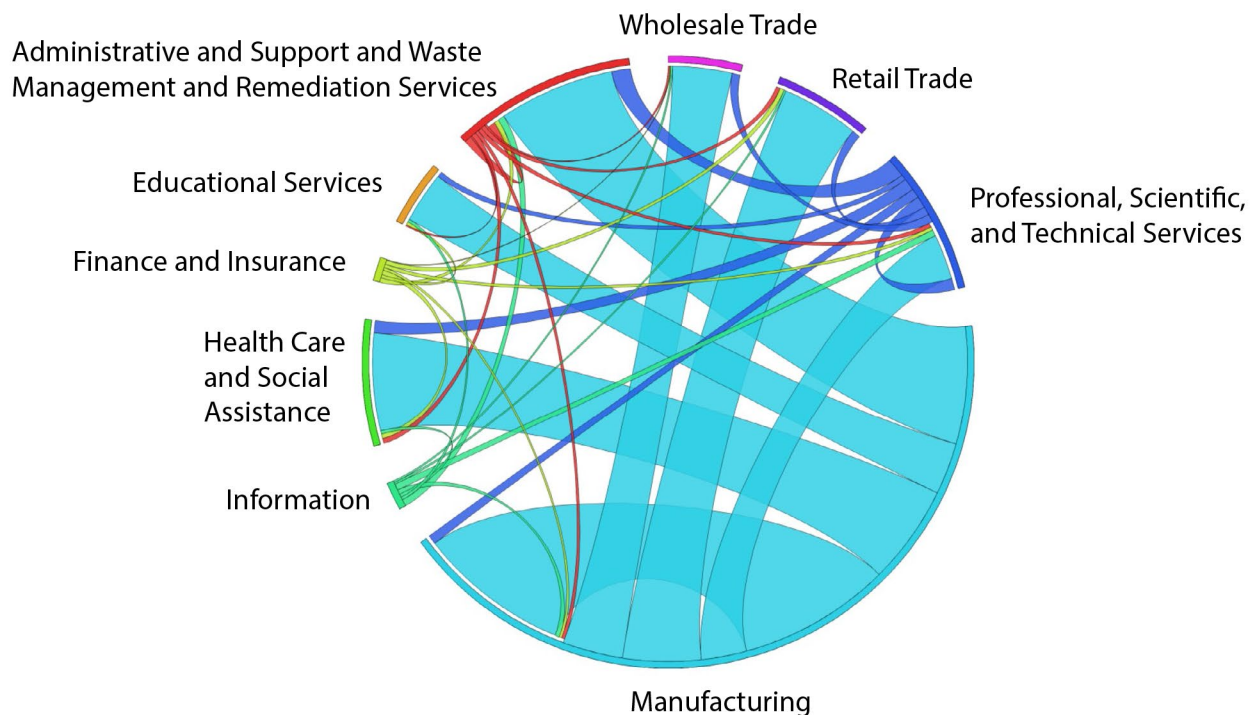 Wholesale Trade
Administrative and Support and Waste
Management and Remediation Services
Retail Trade
Educational Services
Professional, Scientific,
and Technical Services
Finance and Insurance
Health Care
and Social
Assistance
Information
Manufacturing